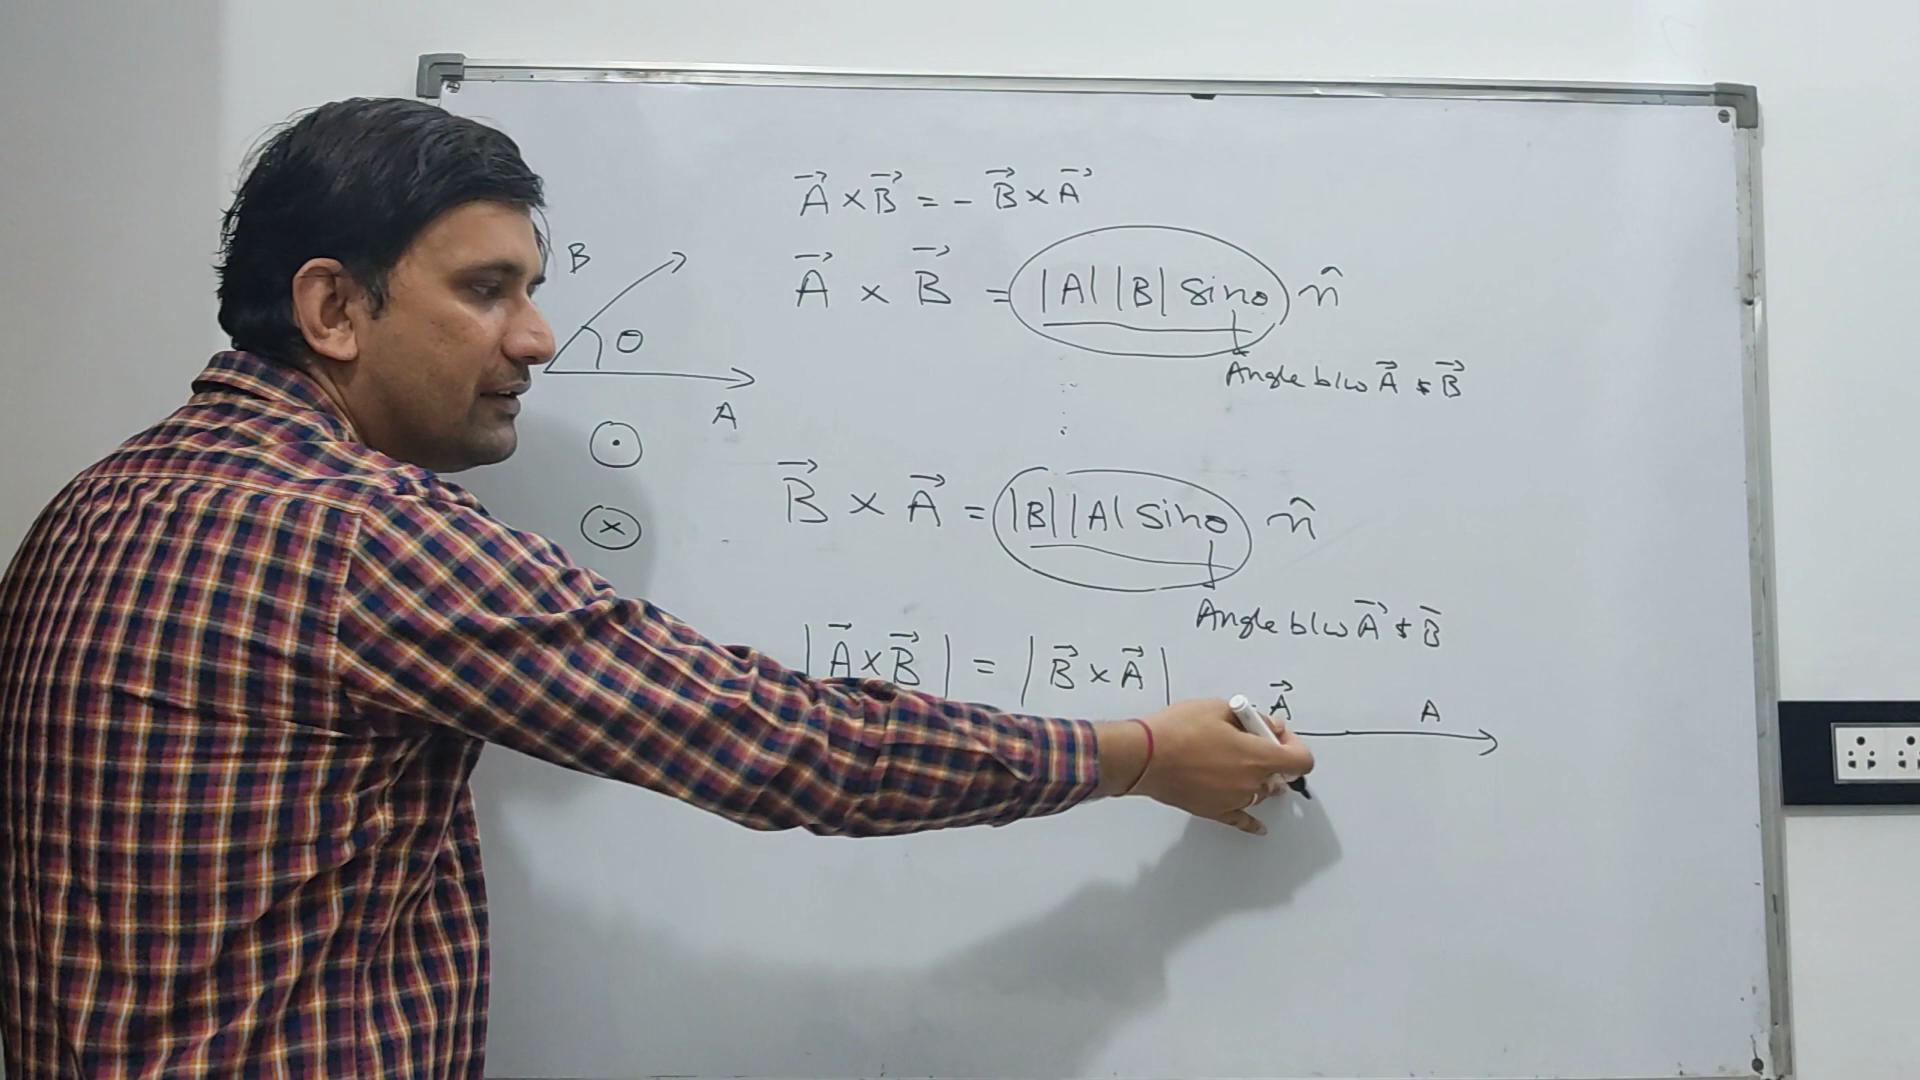 A⃗ × B⃗ = - B⃗ × A⃗
B
A⃗ × B⃗ = |A| |B| Sinθ n̂
θ
Angle b/w A⃗ & B⃗
A
B⃗ × A⃗ = |B| |A| Sinθ n̂
Angle b/w A⃗ & B̄
|A⃗ × B⃗| = |B⃗ × A⃗|
A⃗ A